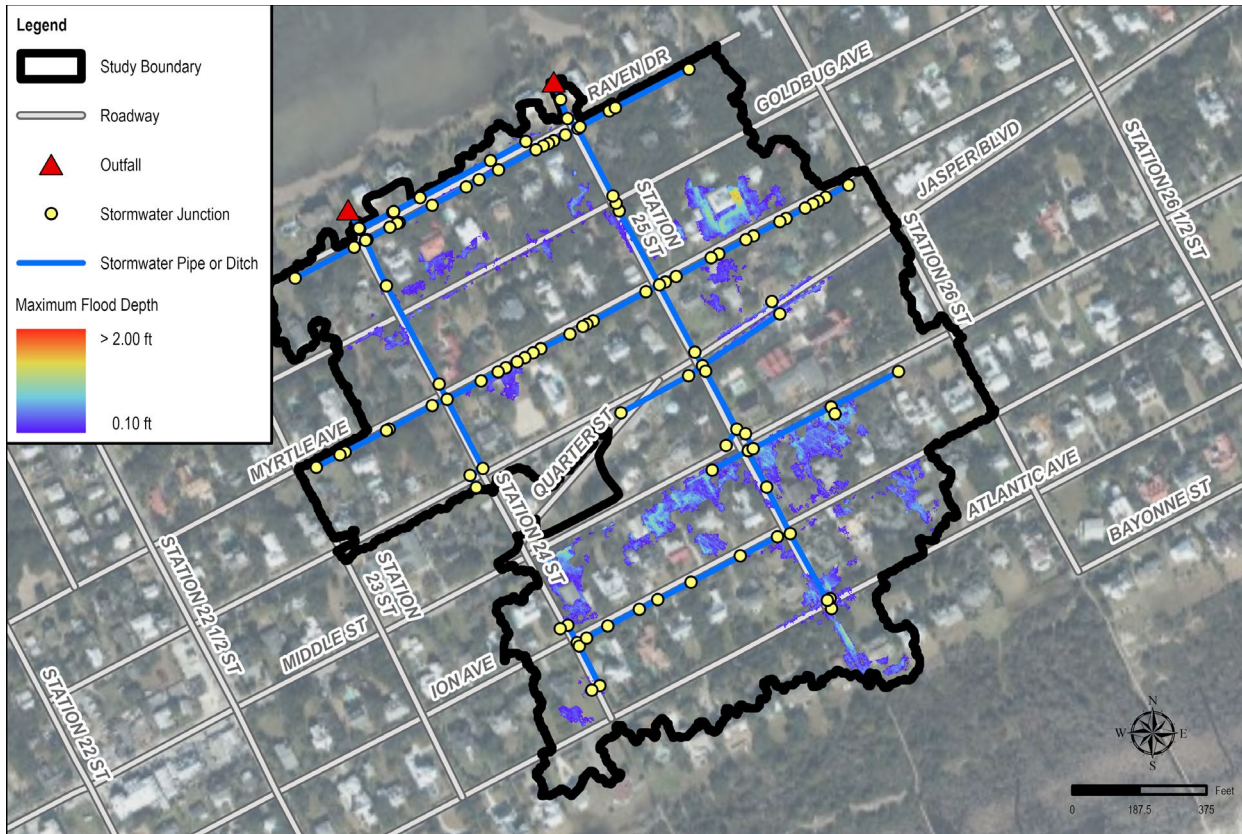 Legend
Study Boundary
Roadway
Outfall
Stormwater Junction
Stormwater Pipe or Ditch
Maximum Flood Depth
> 2.00 ft
0.10 ft
RAVEN DR
GOLDBUG AVE
JASPER BLVD
STATION 26 1/2 ST
STATION
25 ST
STATION 26 ST
QUARTER ST
MYRTLE AVE
ATLANTIC AVE
BAYONNE ST
STATION 24 ST
STATION
23 ST
STATION 22 1/2 ST
MIDDLE ST
ION AVE
STATION 22 ST
N
W
E
S
Feet
0
187.5
375